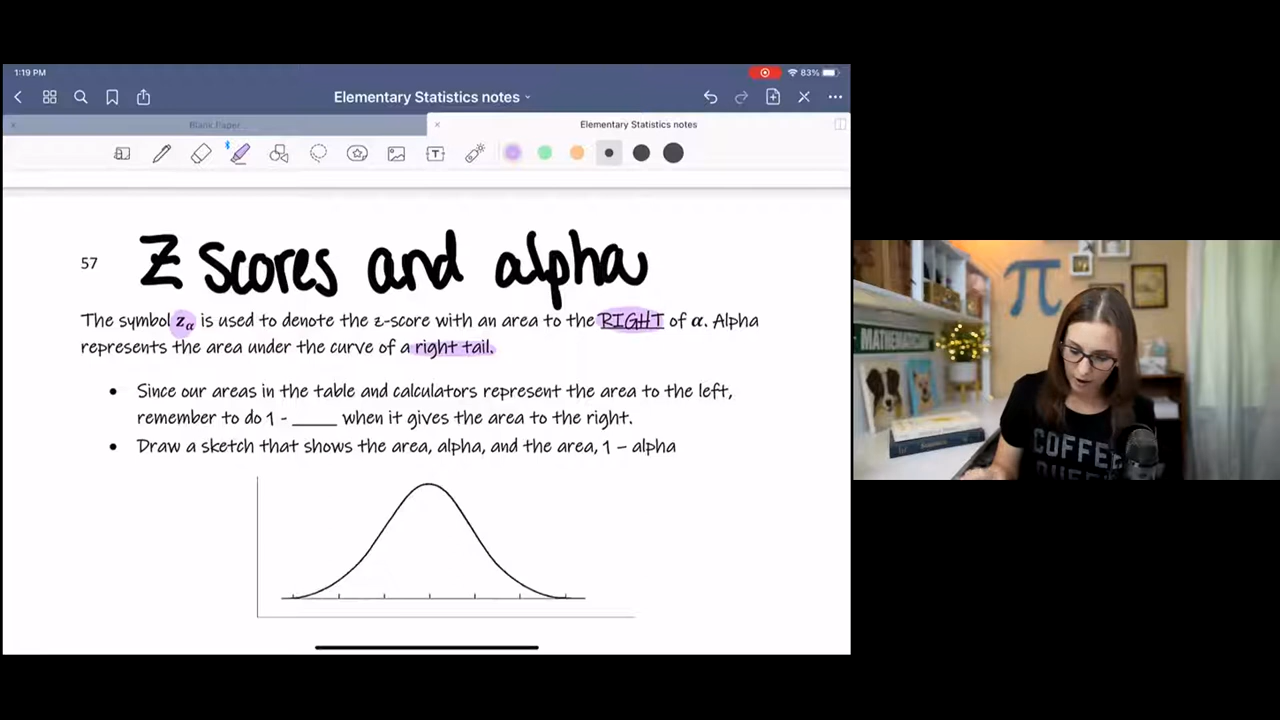 1:19 PM
83%
Elementary Statistics notes
Blank Paper
Elementary Statistics notes
T
57
Z scores and alpha
The symbol zα is used to denote the z-score with an area to the RIGHT of α. Alpha
represents the area under the curve of a right tail.
• Since our areas in the table and calculators represent the area to the left,
remember to do 1 - _____ when it gives the area to the right.
• Draw a sketch that shows the area, alpha, and the area, 1 – alpha
π
MATHEMATICS
COFFEE